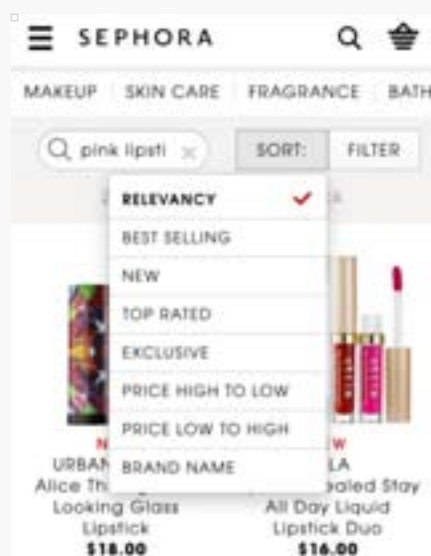 SEPHORA
MAKEUP SKIN CARE FRAGRANCE BATH
pink lipsti SORT: FILTER
RELEVANCY
BEST SELLING
NEW
TOP RATED
EXCLUSIVE
PRICE HIGH TO LOW
PRICE LOW TO HIGH
BRAND NAME
URBAN LA
Alice Th ealed Stay
Looking Glass All Day Liquid
Lipstick Lipstick Duo
$18.00 $16.00